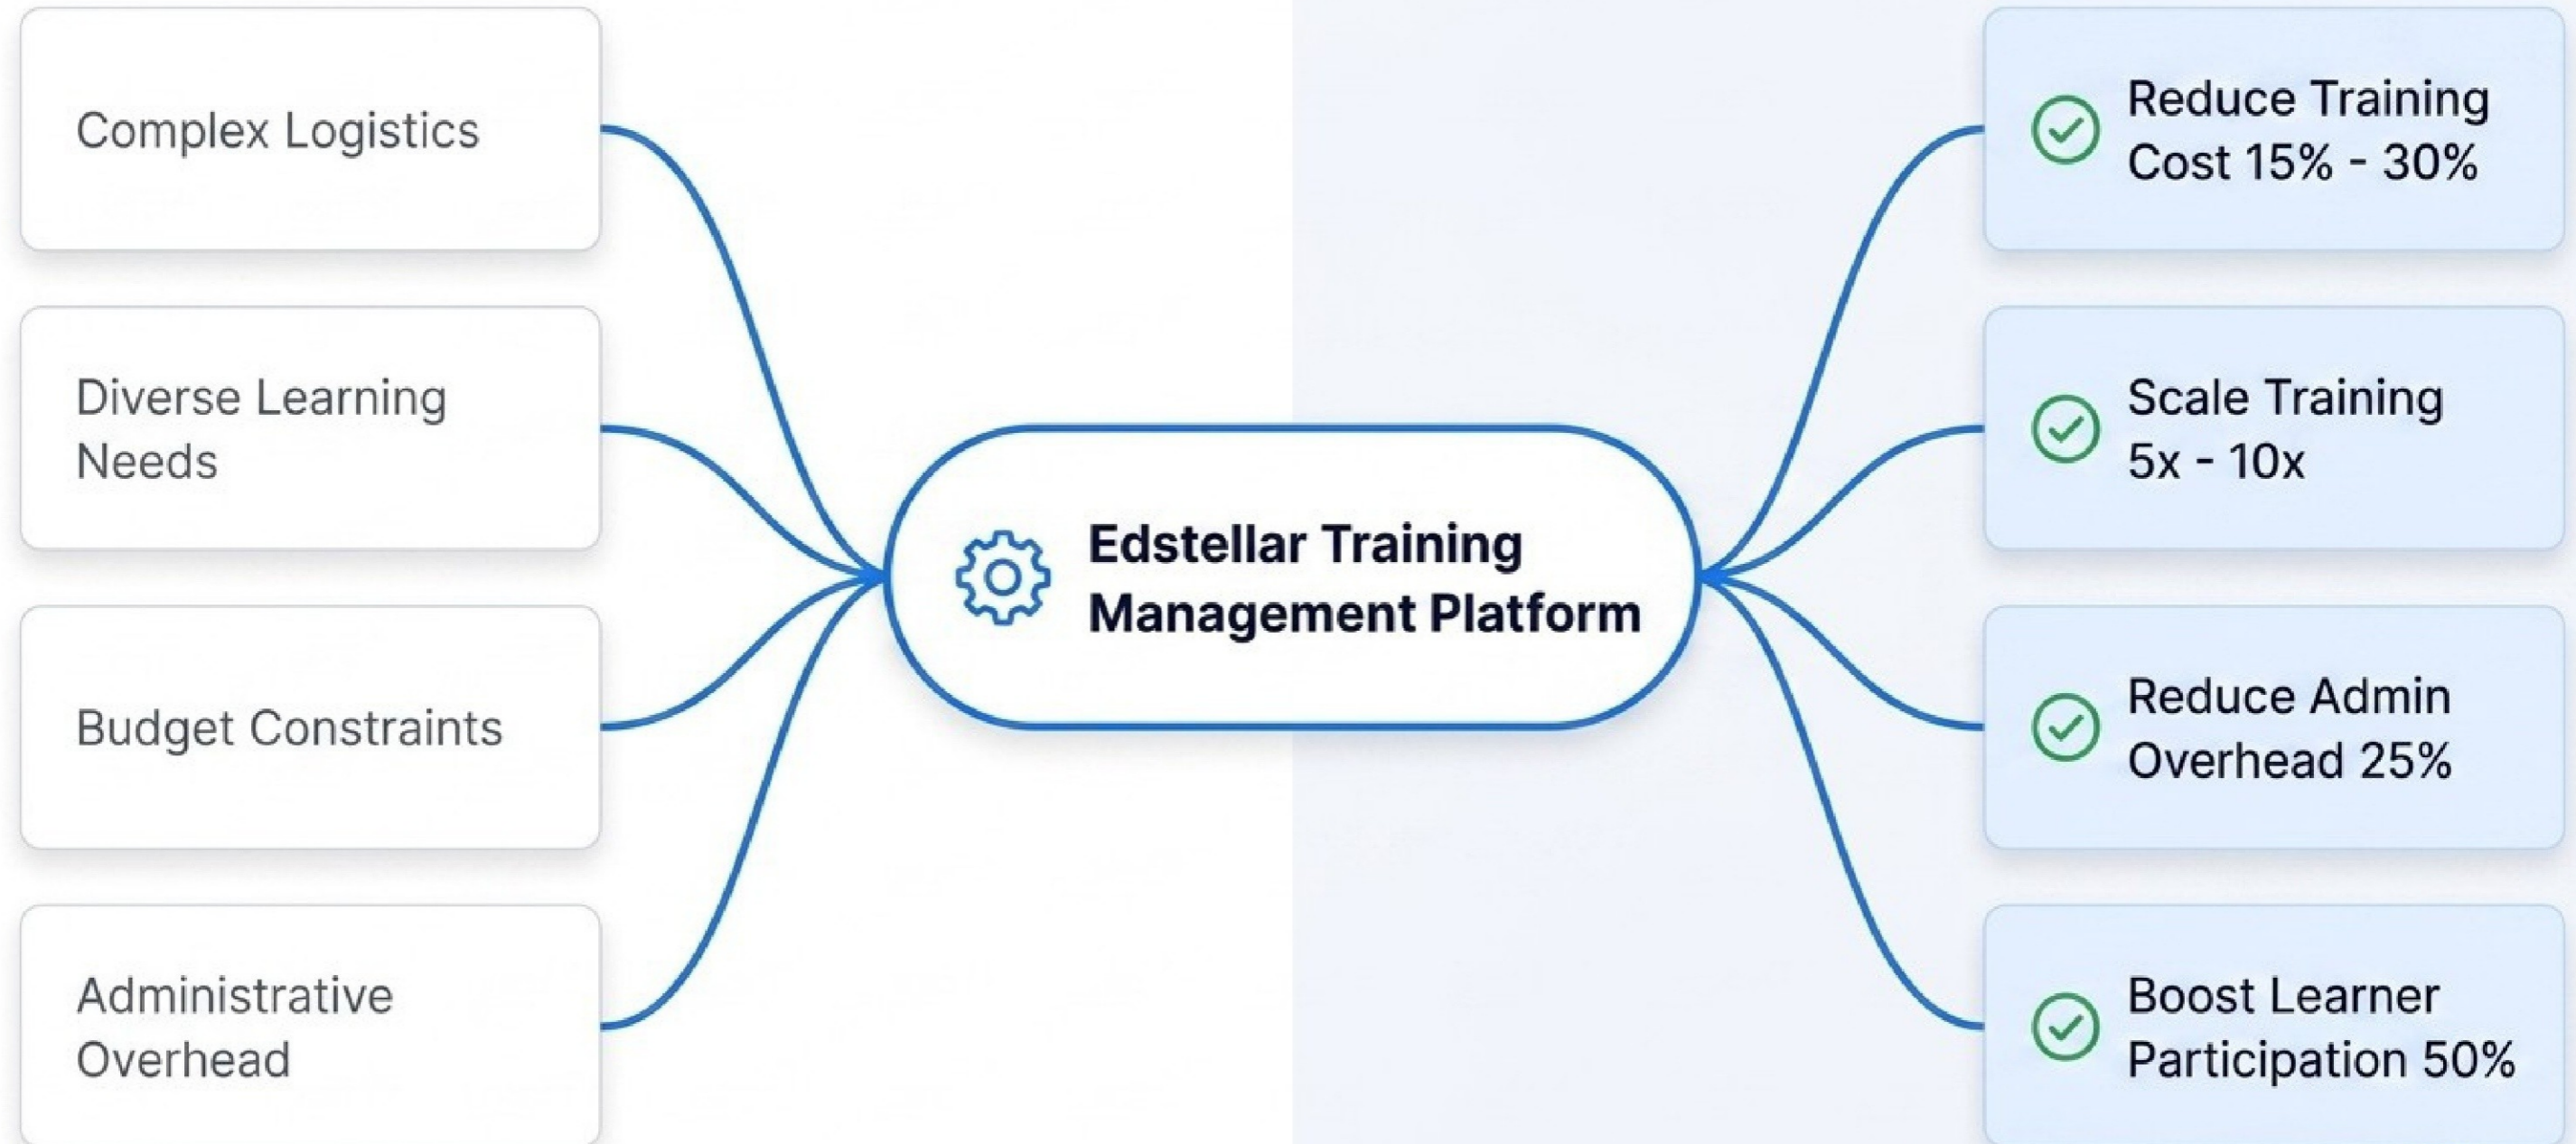 Complex Logistics
Diverse Learning
Needs
Budget Constraints
Administrative
Overhead
Edstellar Training
Management Platform
Reduce Training
Cost 15% - 30%
Scale Training
5x - 10x
Reduce Admin
Overhead 25%
Boost Learner
Participation 50%